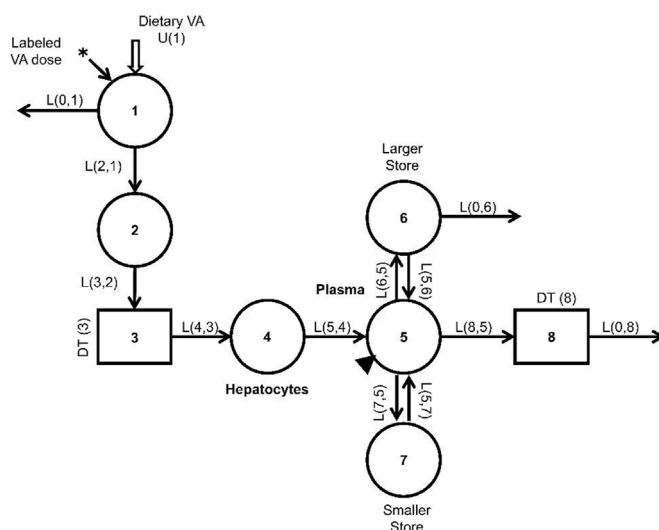 Dietary VA
U(1)
Labeled
VA dose
*
L(0,1)
1
L(2,1)
2
L(3,2)
DT (3)
3
L(4,3)
4
Hepatocytes
L(5,4)
Larger
Store
6
L(0,6)
L(6,5)
L(5,6)
Plasma
5
L(8,5)
DT (8)
8
L(0,8)
L(7,5)
L(5,7)
7
Smaller
Store